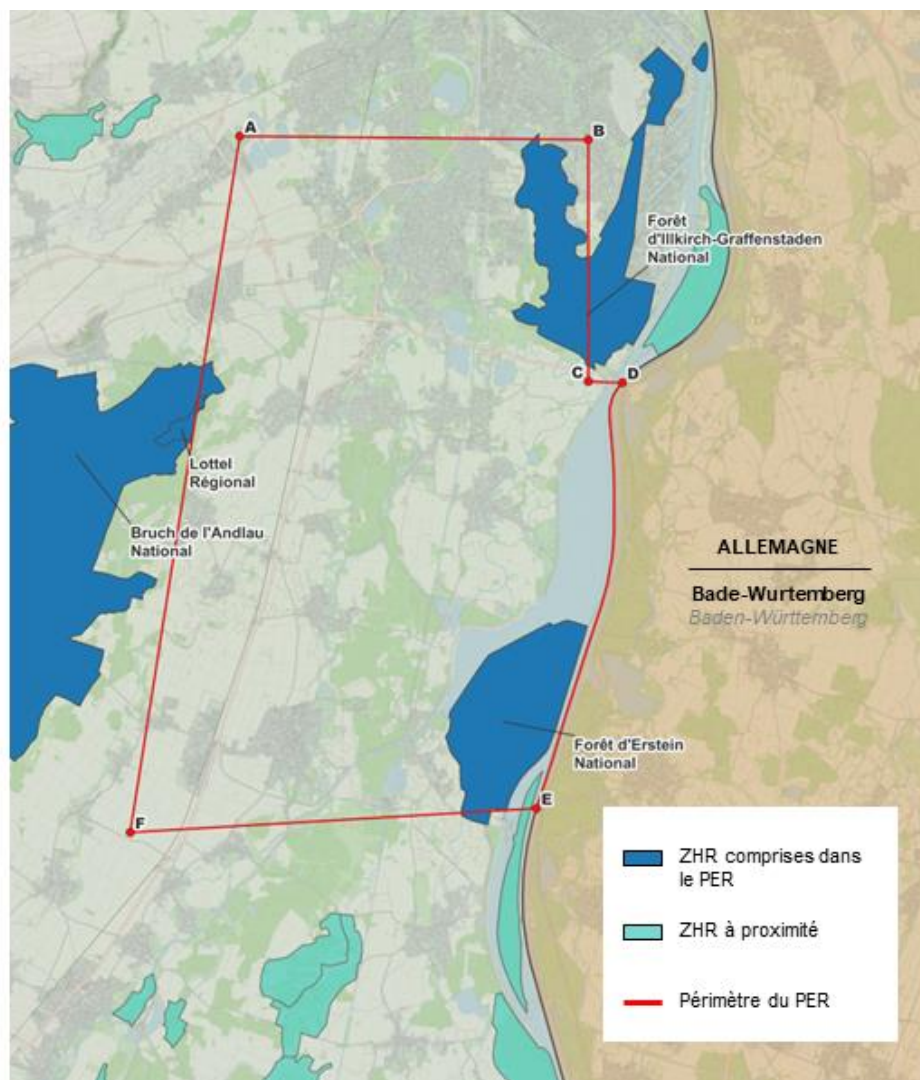 A
B
Forêt
d'Illkirch-Graffenstaden
National
C
D
Lottel
Régional
Bruch de l'Andlau
National
ALLEMAGNE
Bade-Wurtemberg
Baden-Württemberg
Forêt d'Erstein
National
E
F
ZHR comprises dans
le PER
ZHR à proximité
Périmètre du PER